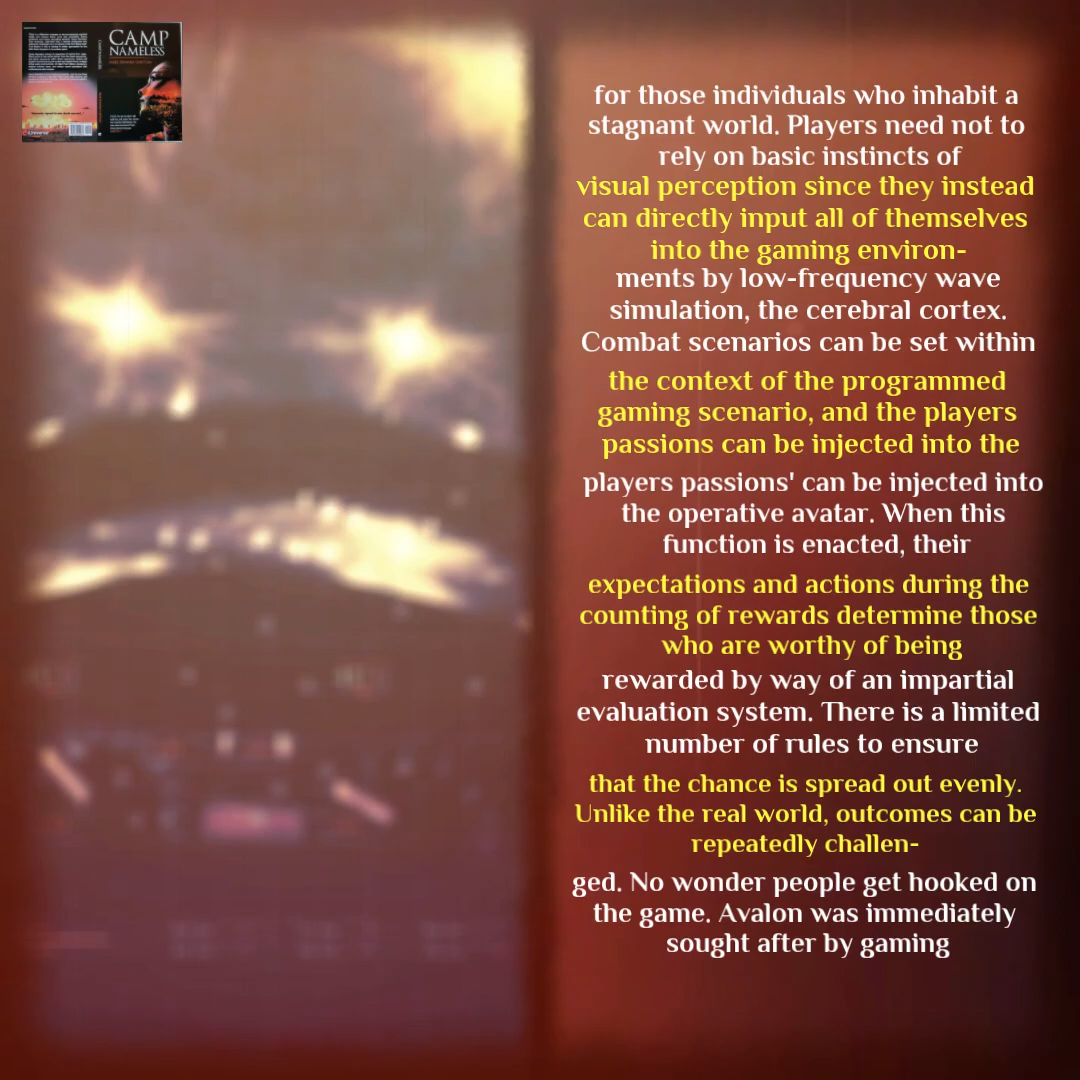 CAMP
NAMELESS
for those individuals who inhabit a
stagnant world. Players need not to
rely on basic instincts of
visual perception since they instead
can directly input all of themselves
into the gaming environ-
ments by low-frequency wave
simulation, the cerebral cortex.
Combat scenarios can be set within
the context of the programmed
gaming scenario, and the players
passions can be injected into the
players passions' can be injected into
the operative avatar. When this
function is enacted, their
expectations and actions during the
counting of rewards determine those
who are worthy of being
rewarded by way of an impartial
evaluation system. There is a limited
number of rules to ensure
that the chance is spread out evenly.
Unlike the real world, outcomes can be
repeatedly challen-
ged. No wonder people get hooked on
the game. Avalon was immediately
sought after by gaming